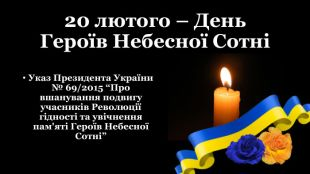 20 лютого – День
Героїв Небесної Сотні
• Указ Президента України
№ 69/2015 “Про
вшанування подвигу
учасників Революції
гідності та увічнення
пам'яті Героїв Небесної
Сотні”